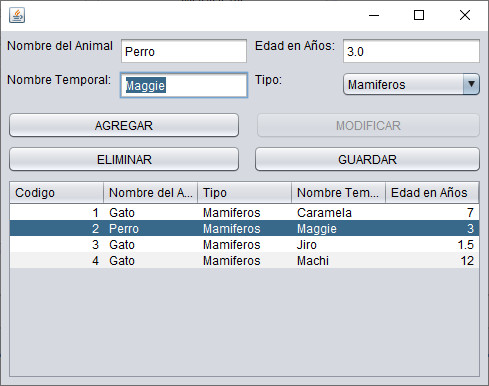 Nombre del Animal Perro Edad en Años: 3.0
Nombre Temporal: Maggie Tipo: Mamiferos
AGREGAR MODIFICAR
ELIMINAR GUARDAR
Codigo Nombre del A... Tipo Nombre Tem... Edad en Años
1 Gato Mamiferos Caramela 7
2 Perro Mamiferos Maggie 3
3 Gato Mamiferos Jiro 1.5
4 Gato Mamiferos Machi 12